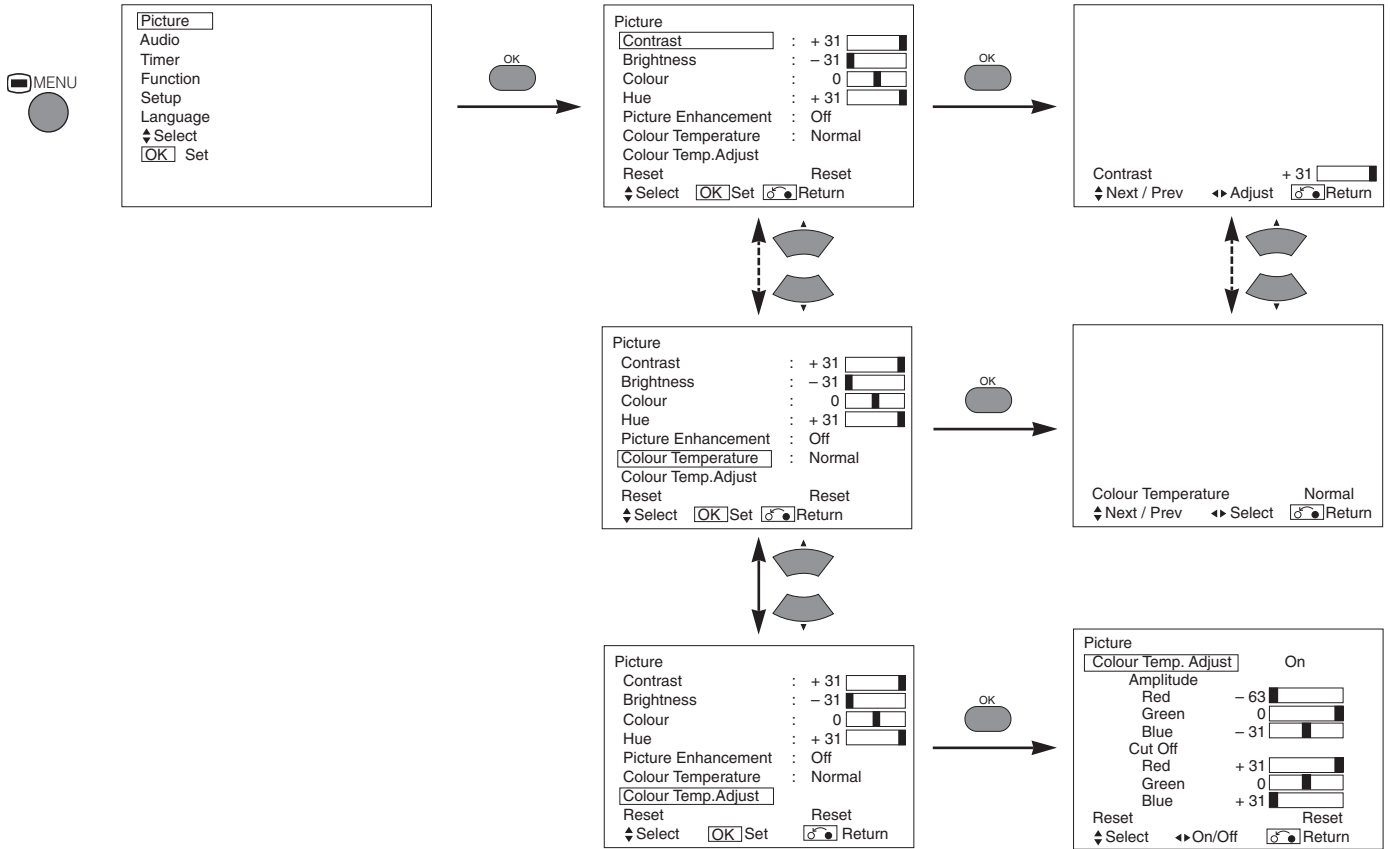 MENU
Picture
Audio
Timer
Function
Setup
Language
Select
OK Set
OK
Picture
Contrast : + 31
Brightness : – 31
Colour : 0
Hue : + 31
Picture Enhancement : Off
Colour Temperature : Normal
Colour Temp.Adjust
Reset Reset
Select OK Set Return
OK
Contrast + 31
Next / Prev Adjust Return
Picture
Contrast : + 31
Brightness : – 31
Colour : 0
Hue : + 31
Picture Enhancement : Off
Colour Temperature : Normal
Colour Temp.Adjust
Reset Reset
Select OK Set Return
OK
Colour Temperature Normal
Next / Prev Select Return
Picture
Contrast : + 31
Brightness : – 31
Colour : 0
Hue : + 31
Picture Enhancement : Off
Colour Temperature : Normal
Colour Temp.Adjust
Reset Reset
Select OK Set Return
OK
Picture
Colour Temp. Adjust On
Amplitude
Red – 63
Green 0
Blue – 31
Cut Off
Red + 31
Green 0
Blue + 31
Reset Reset
Select On/Off Return